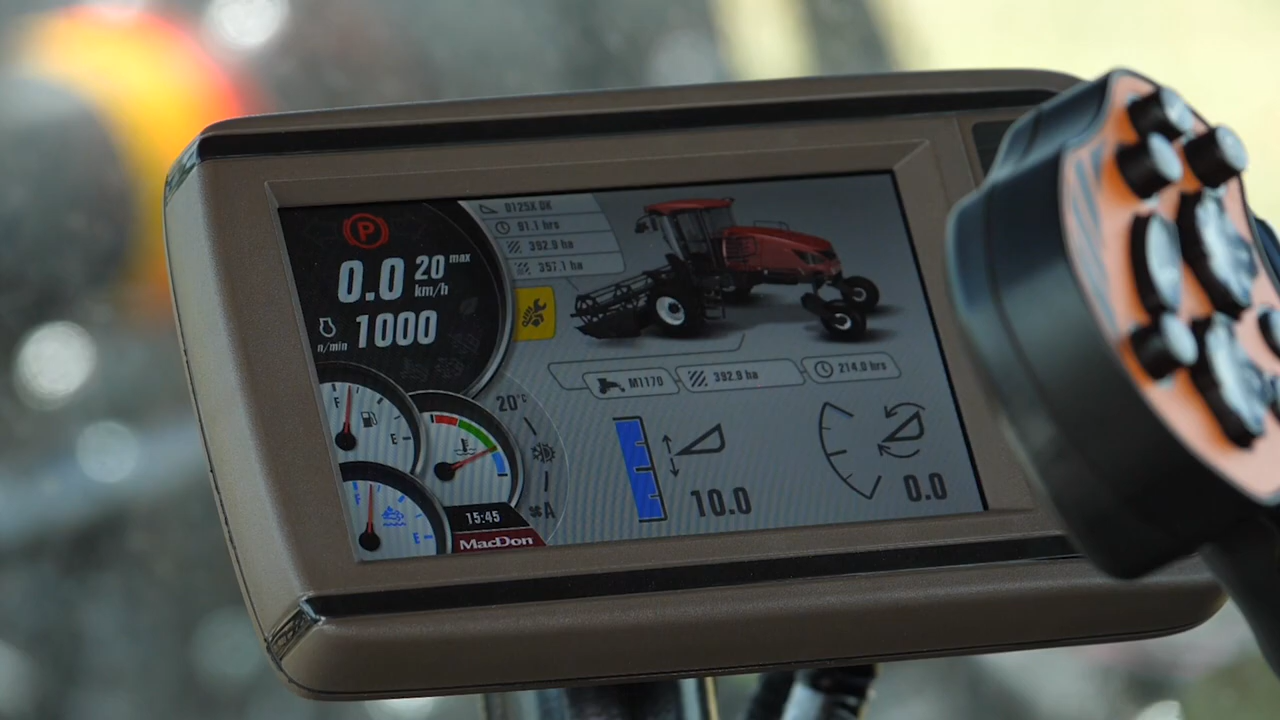 P
0.0 20 max
km/h
n/min 1000
D125X OK
91.1 hrs
392.9 ha
357.1 ha
M1170 392.9 ha 214.0 hrs
F
E
20°C
A
F
E
15:45
MacDon
10.0
0.0